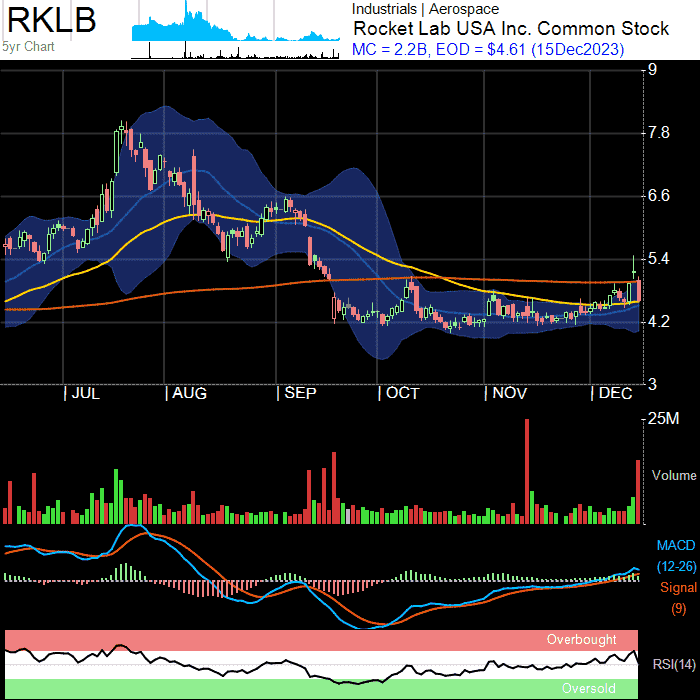 RKLB
5yr Chart
Industrials | Aerospace
Rocket Lab USA Inc. Common Stock
MC = 2.2B, EOD = $4.61 (15Dec2023)
9
7.8
6.6
5.4
4.2
3
| JUL | AUG | SEP | OCT | NOV | DEC
25M
Volume
MACD
(12-26)
Signal
(9)
Overbought
RSI(14)
Oversold